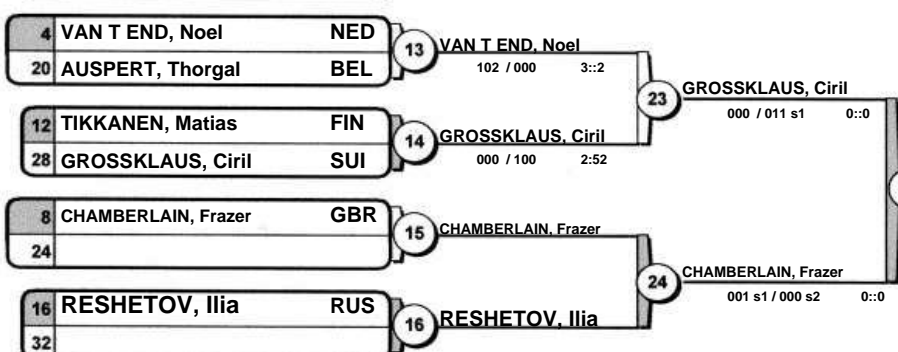 4 VAN T END, Noel NED
20 AUSPERT, Thorgal BEL
13
VAN T END, Noel
102 / 000 3::2
12 TIKKANEN, Matias FIN
28 GROSSKLAUS, Ciril SUI
14
GROSSKLAUS, Ciril
000 / 100 2:52
23
GROSSKLAUS, Ciril
000 / 011 s1 0::0
8 CHAMBERLAIN, Frazer GBR
24
15
CHAMBERLAIN, Frazer
16 RESHETOV, Ilia RUS
32
16
RESHETOV, Ilia
24
CHAMBERLAIN, Frazer
001 s1 / 000 s2 0::0